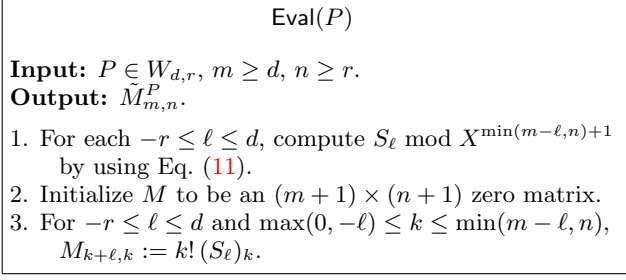 Eval(P)
Input: P ∈ W_{d,r}, m ≥ d, n ≥ r.
Output: M̃^P_{m,n}.
1. For each −r ≤ ℓ ≤ d, compute S_ℓ mod X^{min(m−ℓ,n)+1}
by using Eq. (11).
2. Initialize M to be an (m + 1) × (n + 1) zero matrix.
3. For −r ≤ ℓ ≤ d and max(0, −ℓ) ≤ k ≤ min(m − ℓ, n),
M_{k+ℓ,k} := k! (S_ℓ)_k.